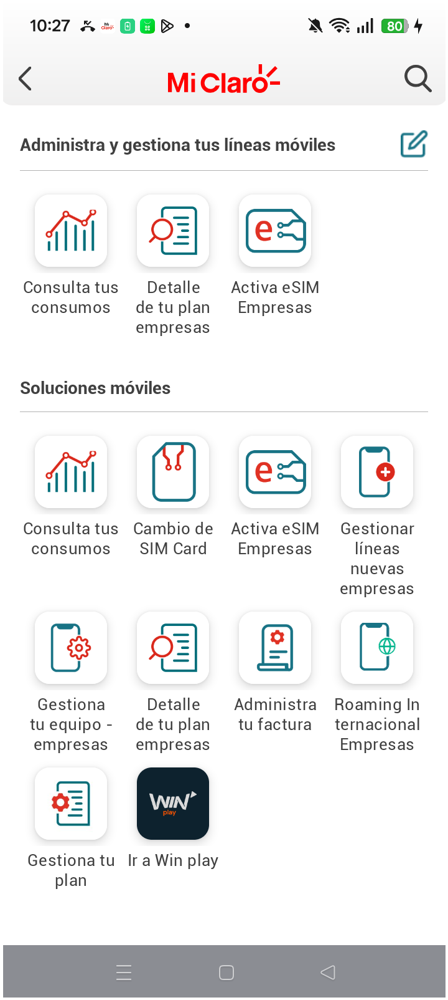 10:27
Mi Claro
80
Mi Claro
Administra y gestiona tus líneas móviles
e
Consulta tus
consumos
Detalle
de tu plan
empresas
Activa eSIM
Empresas
Soluciones móviles
e
Consulta tus
consumos
Cambio de
SIM Card
Activa eSIM
Empresas
Gestionar
líneas
nuevas
empresas
Gestiona
tu equipo -
empresas
Detalle
de tu plan
empresas
Administra
tu factura
Roaming In
ternacional
Empresas
WIN
play
Gestiona tu
plan
Ir a Win play